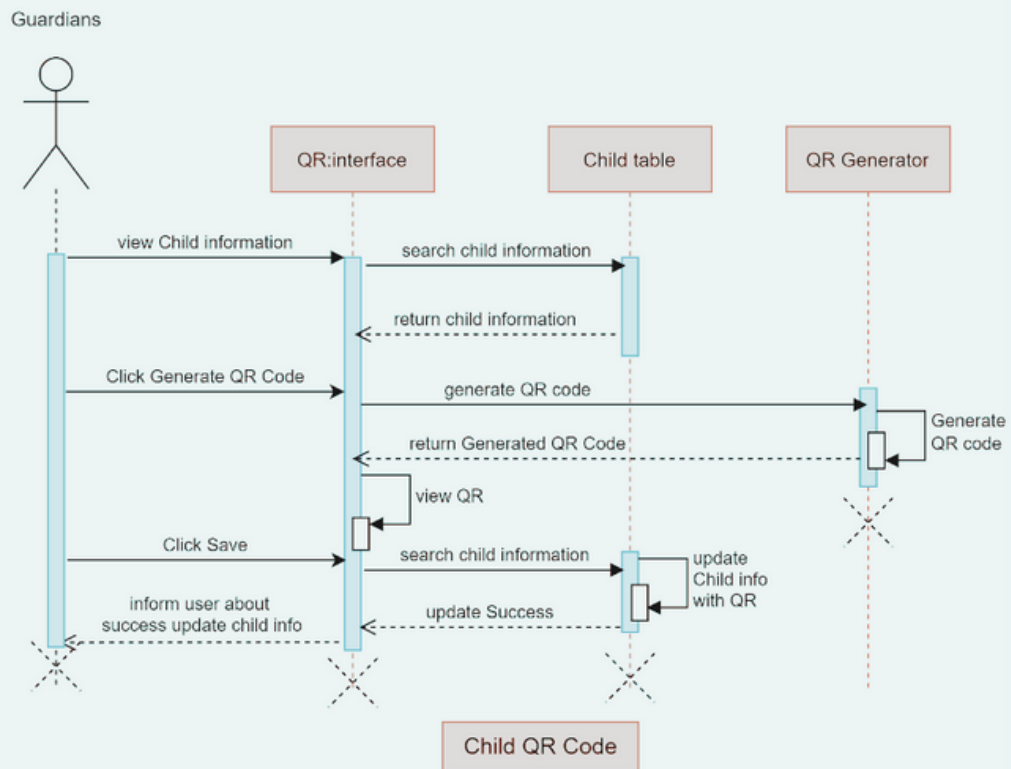 Guardians
QR:interface
Child table
QR Generator
view Child information
search child information
return child information
Click Generate QR Code
generate QR code
Generate
QR code
return Generated QR Code
view QR
Click Save
search child information
update
Child info
with QR
inform user about
success update child info
update Success
Child QR Code